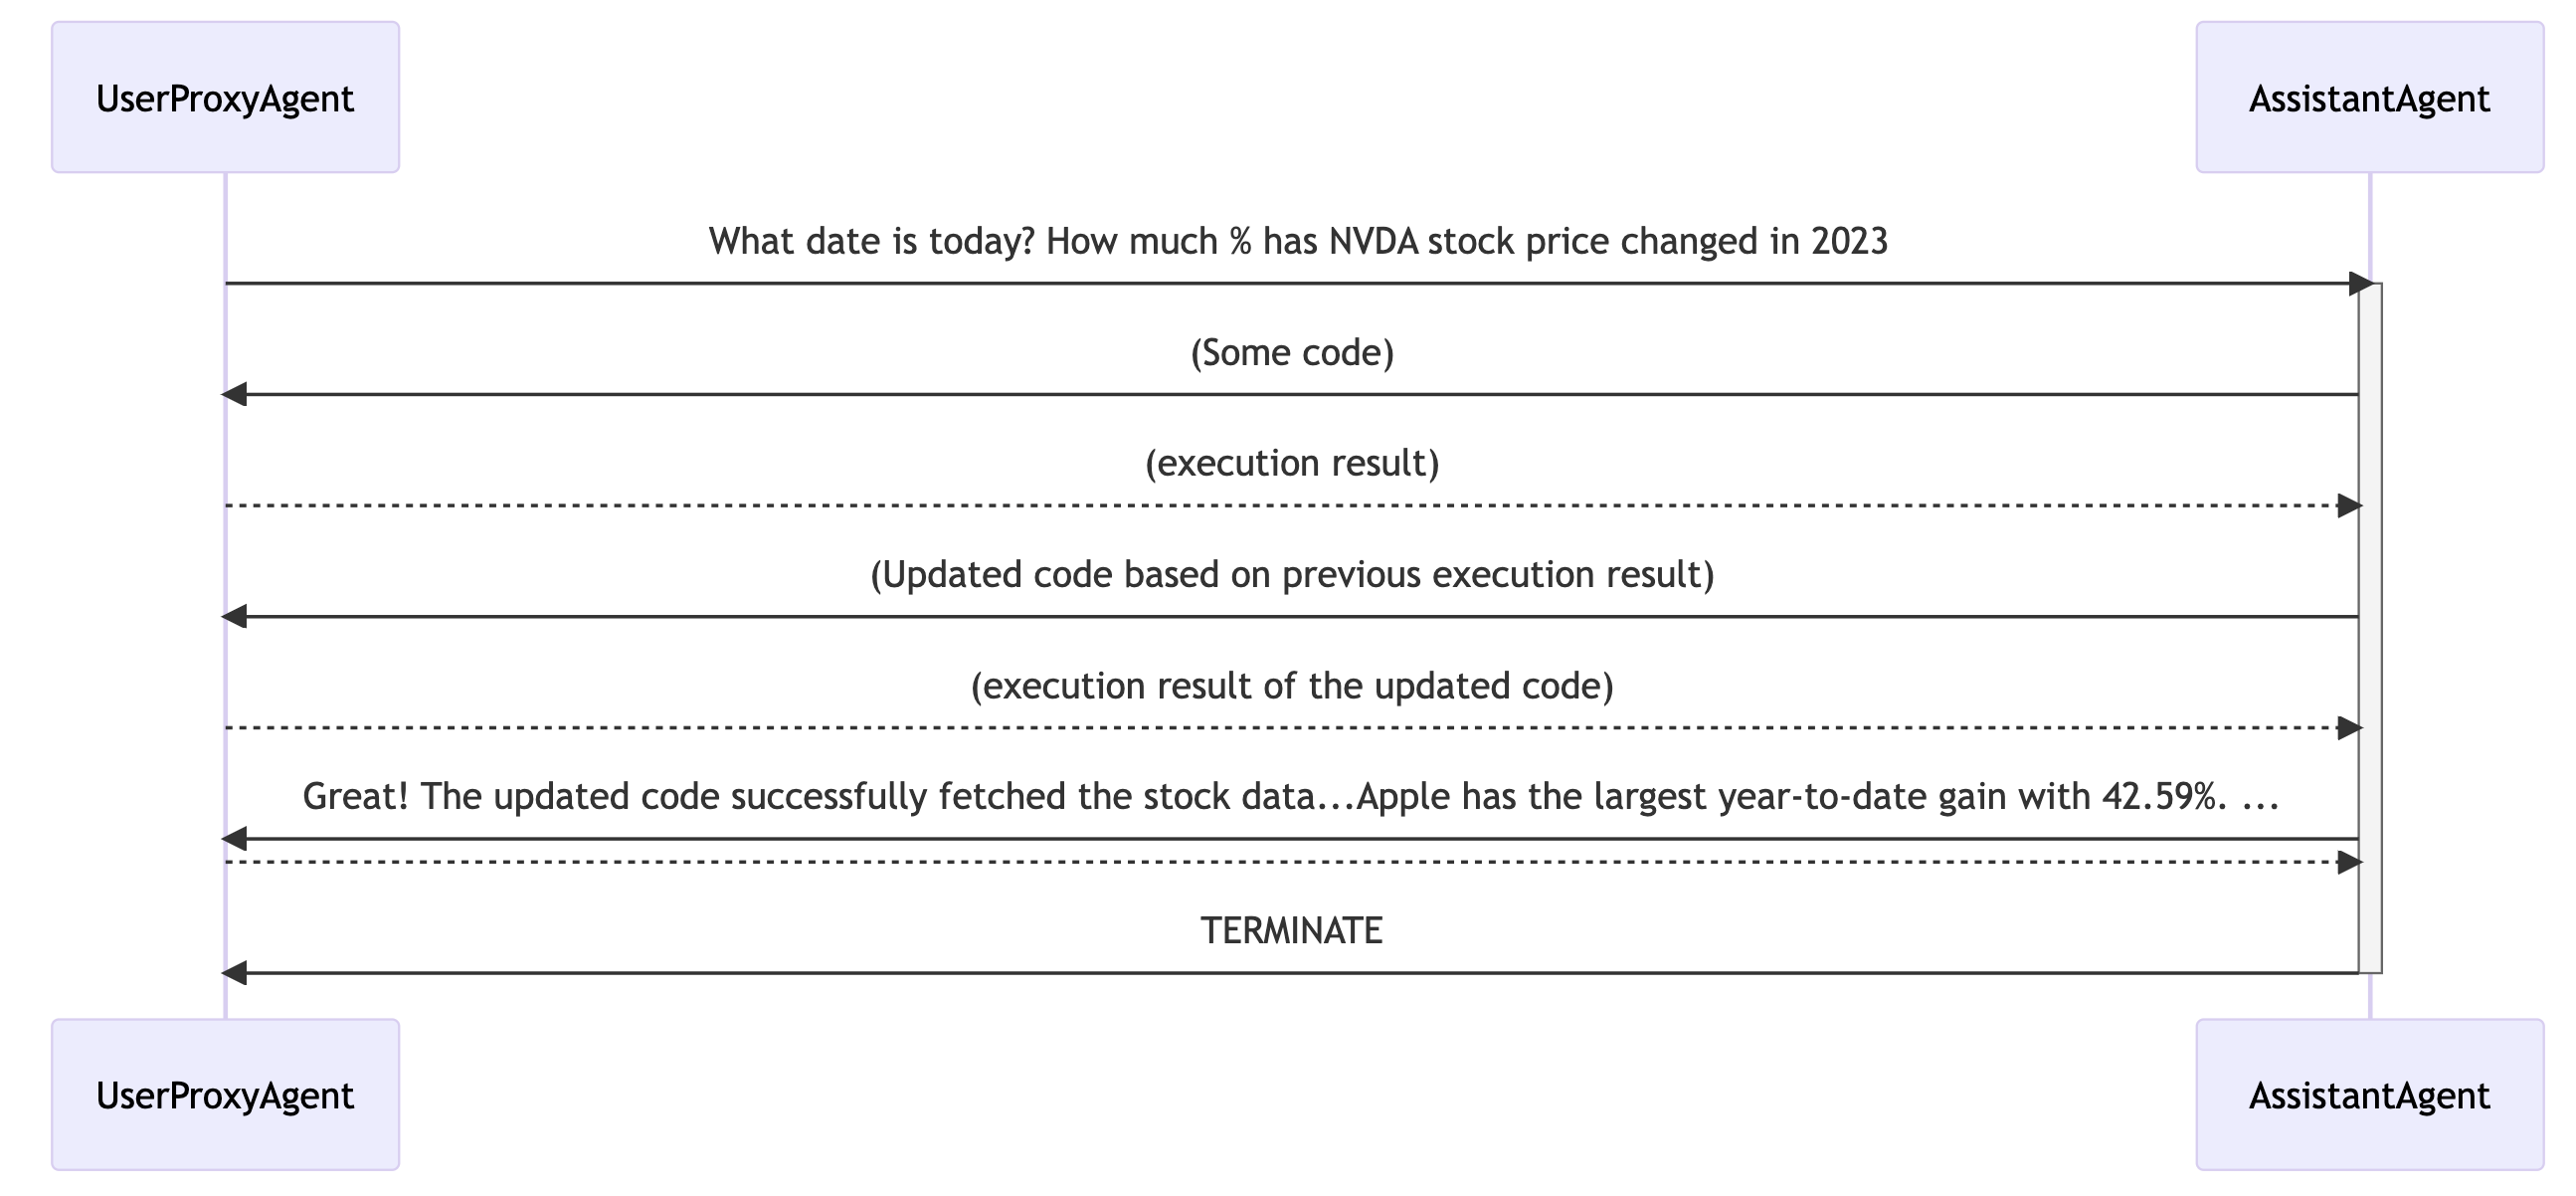 UserProxyAgent
AssistantAgent
What date is today? How much % has NVDA stock price changed in 2023
(Some code)
(execution result)
(Updated code based on previous execution result)
(execution result of the updated code)
Great! The updated code successfully fetched the stock data...Apple has the largest year-to-date gain with 42.59%. ...
TERMINATE
UserProxyAgent
AssistantAgent